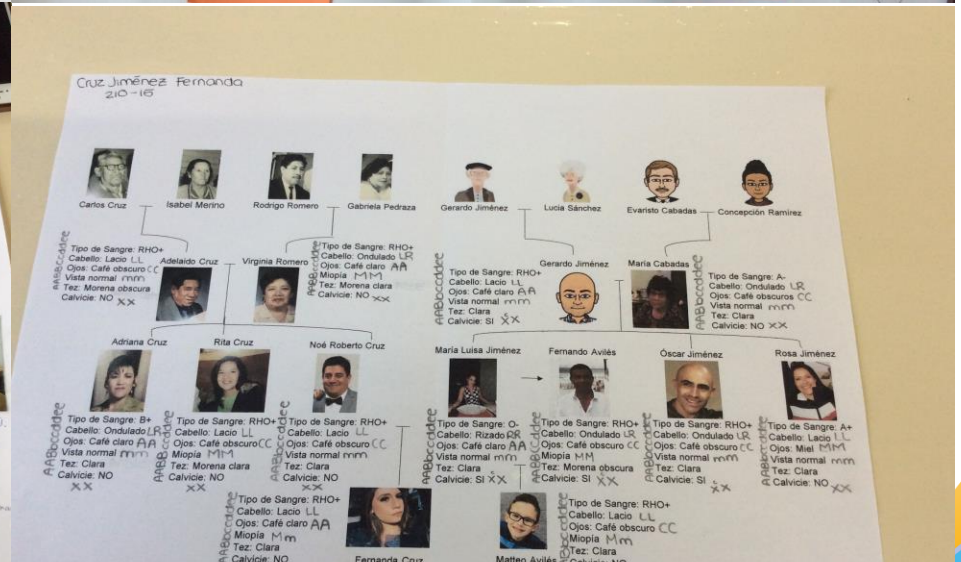 Cruz Jiménez Fernanda
210-16
Carlos Cruz
Isabel Merino
Rodrigo Romero
Gabriela Pedraza
Gerardo Jiménez
Lucia Sánchez
Evaristo Cabadas
Concepción Ramírez
AABBccddee
Tipo de Sangre: RHO+
Cabello: Lacio LL
Ojos: Café obscuro CC
Vista normal mm
Tez: Morena obscura
Calvicie: NO XX
Adelaido Cruz
Virginia Romero
Tipo de Sangre: RHO+
Cabello: Ondulado LR
Ojos: Café claro AA
Miopía MM
Tez: Morena clara
Calvicie: NO XX
AABbccddee
Tipo de Sangre: RHO+
Cabello: Lacio LL
Ojos: Café claro AA
Vista normal mm
Tez: Clara
Calvicie: SI XX
Gerardo Jiménez
María Cabadas
Tipo de Sangre: A-
Cabello: Ondulado LR
Ojos: Café obscuros CC
Vista normal mm
Tez: Clara
Calvicie: NO XX
Adriana Cruz
Rita Cruz
Noé Roberto Cruz
María Luisa Jiménez
Fernando Avilés
Óscar Jiménez
Rosa Jiménez
Tipo de Sangre: B+
Cabello: Ondulado LR
Ojos: Café claro AA
Vista normal mm
Tez: Clara
Calvicie: NO
XX
Tipo de Sangre: RHO+
Cabello: Lacio LL
Ojos: Café obscuro CC
Miopía MM
Tez: Morena clara
Calvicie: NO
XX
Tipo de Sangre: RHO+
Cabello: Lacio LL
Ojos: Café obscuro CC
Vista normal mm
Tez: Clara
Calvicie: NO
XX
Tipo de Sangre: O-
Cabello: Rizado RR
Ojos: Café claro AA
Vista normal mm
Tez: Clara
Calvicie: SI XX
Tipo de Sangre: RHO+
Cabello: Ondulado LR
Ojos: Café obscuro CC
Miopía MM
Tez: Morena obscura
Calvicie: SI XX
Tipo de Sangre: RHO+
Cabello: Ondulado LR
Ojos: Café obscuro CC
Vista normal mm
Tez: Clara
Calvicie: SI XX
Tipo de Sangre: A+
Cabello: Lacio LL
Ojos: Miel MM
Vista normal mm
Tez: Clara
Calvicie: NO XX
Tipo de Sangre: RHO+
Cabello: Lacio LL
Ojos: Café claro AA
Miopía Mm
Tez: Clara
Calvicie: NO
Fernanda Cruz
Matteo Avilés
Tipo de Sangre: RHO+
Cabello: Lacio LL
Ojos: Café obscuro CC
Miopía Mm
Tez: Clara
Calvicie: NO